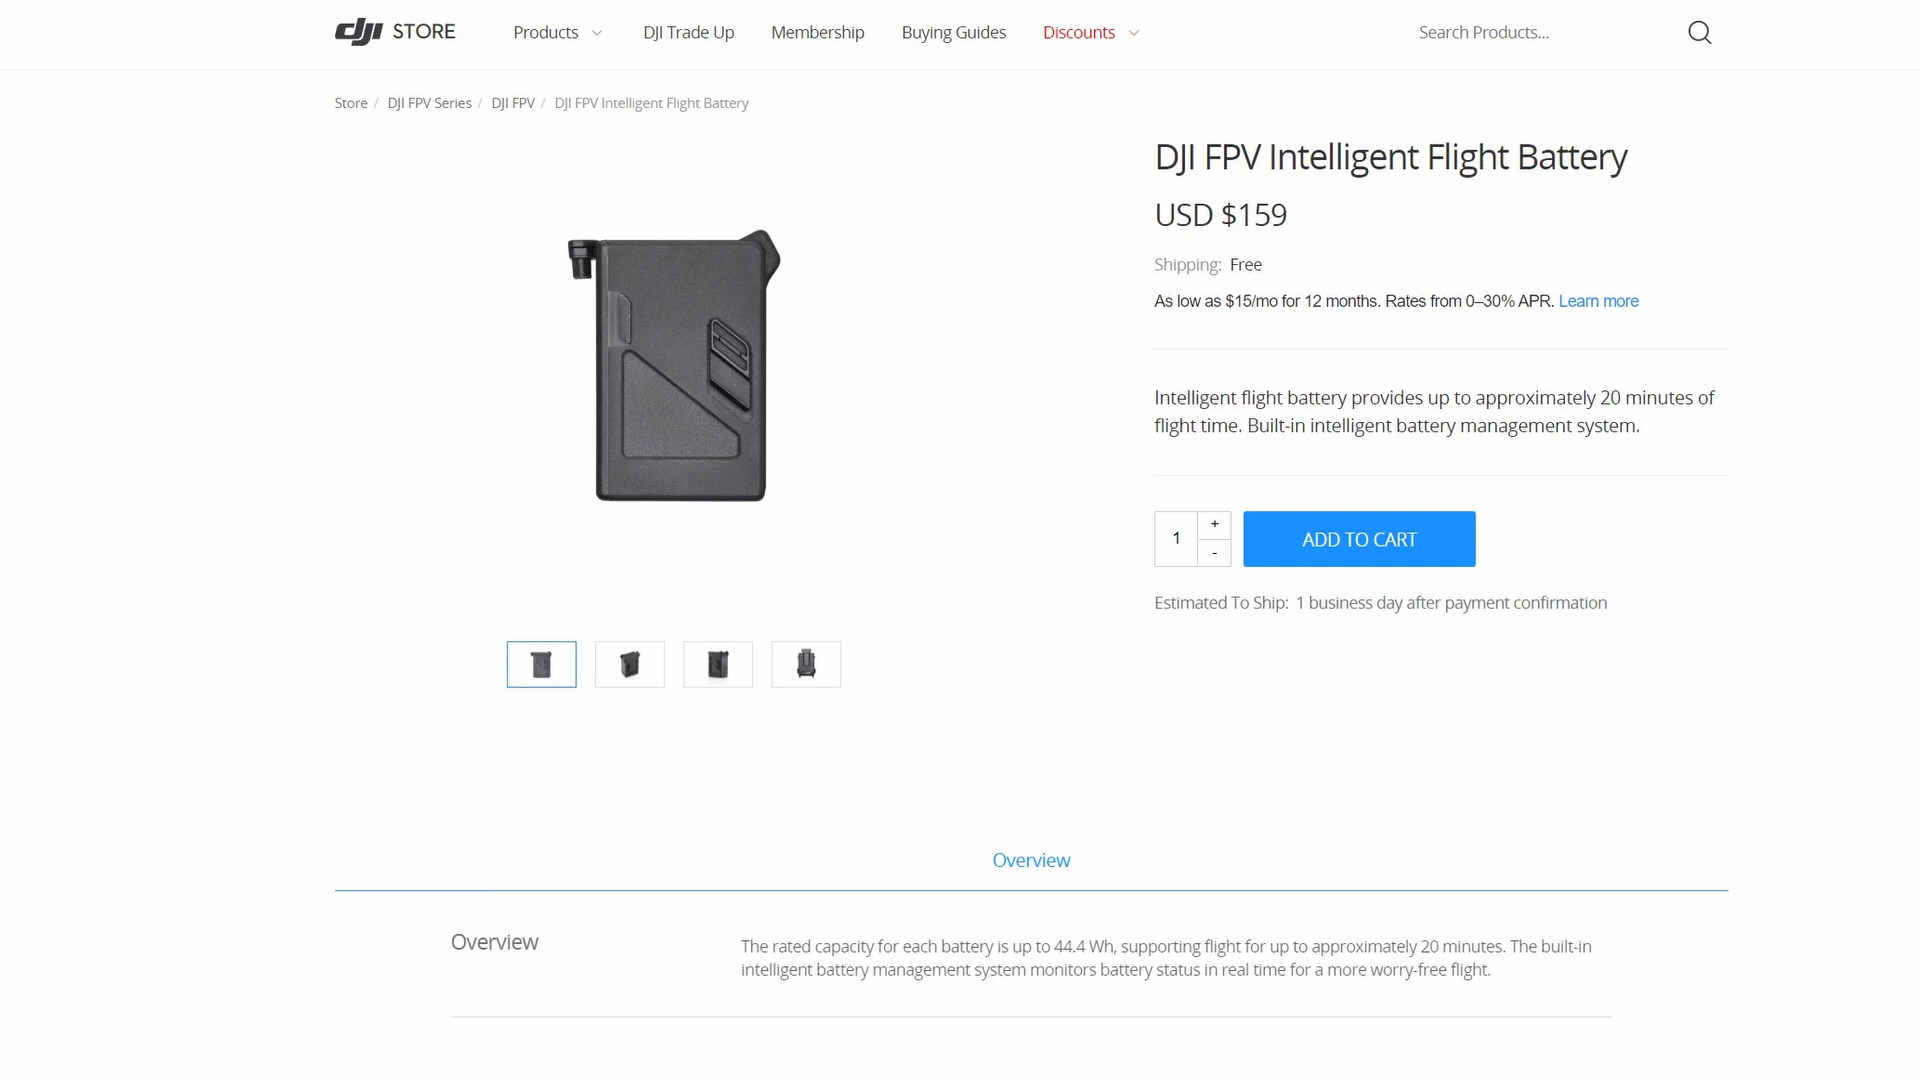 dji STORE
Products
DJI Trade Up
Membership
Buying Guides
Discounts
Search Products...
Store / DJI FPV Series / DJI FPV / DJI FPV Intelligent Flight Battery
DJI FPV Intelligent Flight Battery
USD $159
Shipping: Free
As low as $15/mo for 12 months. Rates from 0–30% APR. Learn more
Intelligent flight battery provides up to approximately 20 minutes of
flight time. Built-in intelligent battery management system.
1
+
-
ADD TO CART
Estimated To Ship: 1 business day after payment confirmation
Overview
Overview
The rated capacity for each battery is up to 44.4 Wh, supporting flight for up to approximately 20 minutes. The built-in
intelligent battery management system monitors battery status in real time for a more worry-free flight.